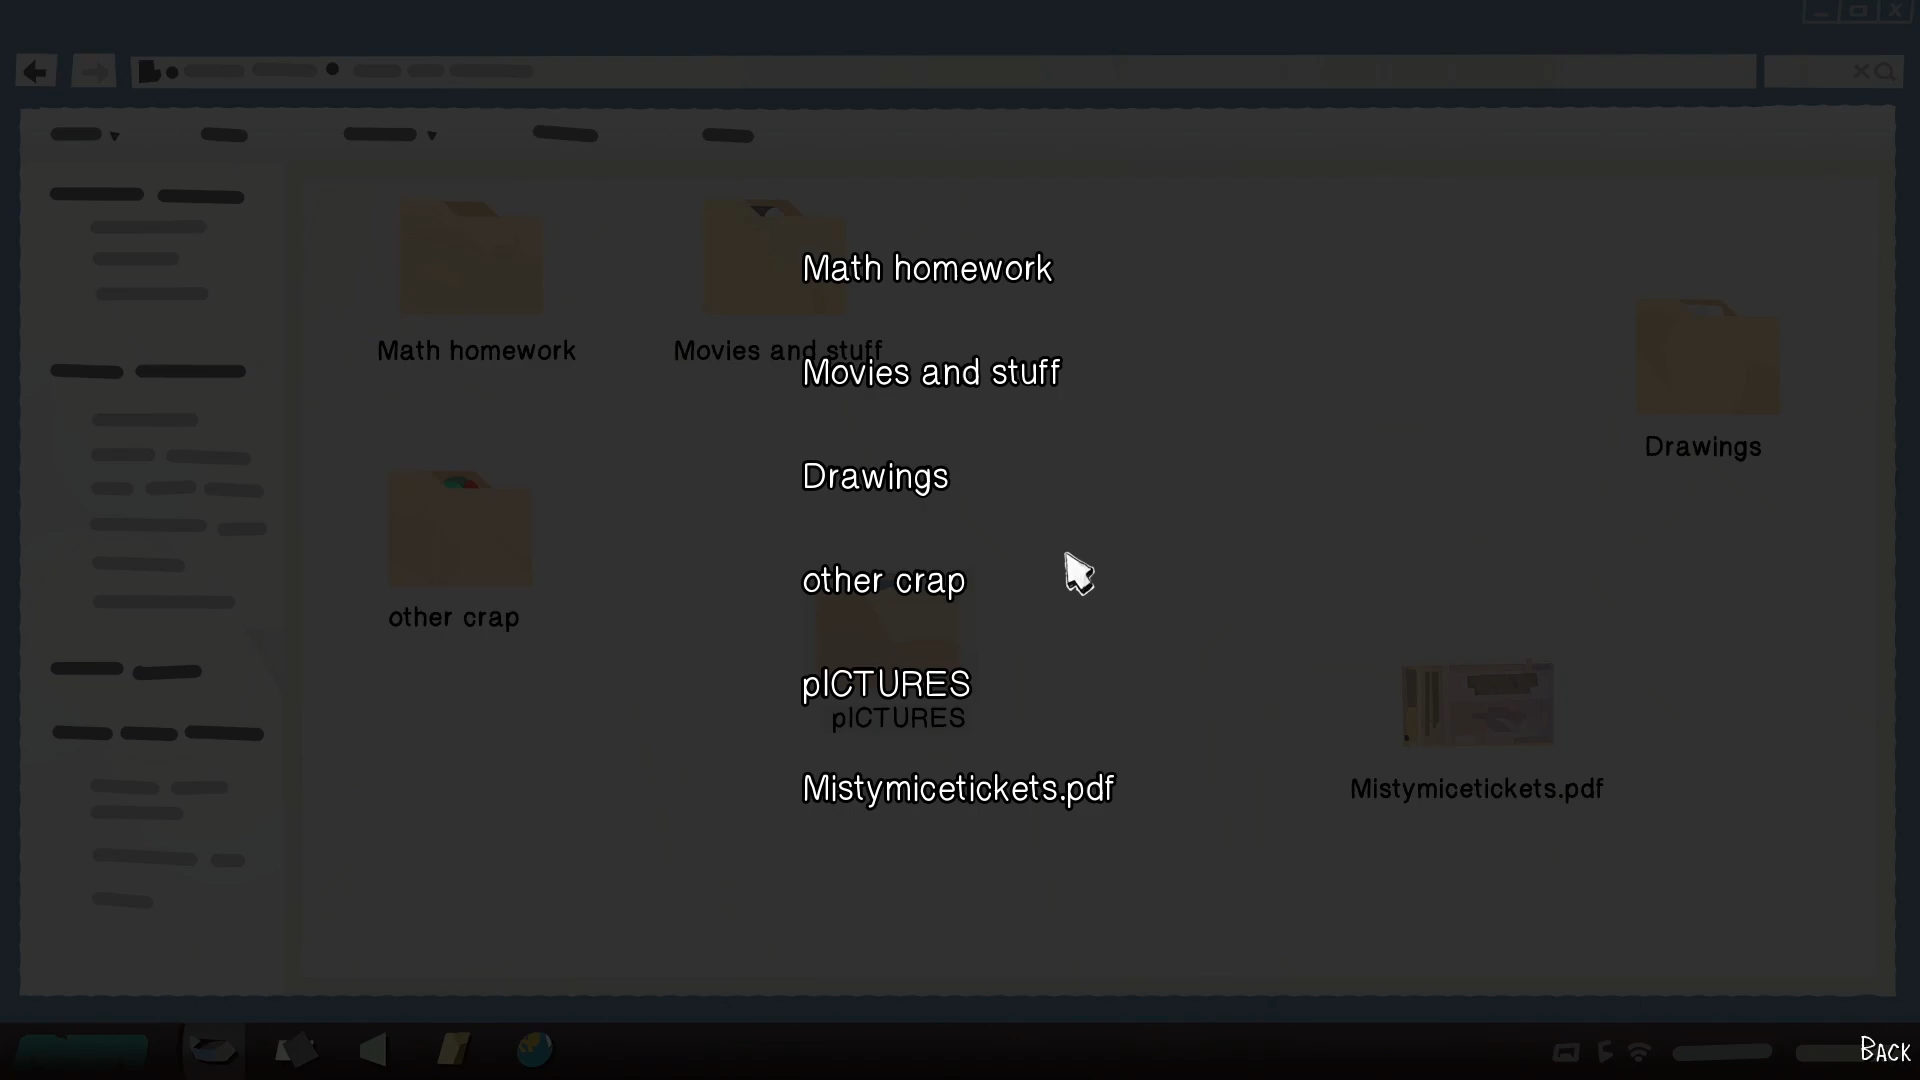 Math homework
Movies and stuff
Drawings
other crap
pICTURES
Mistymicetickets.pdf
Math homework
Movies and stuff
Drawings
other crap
pICTURES
Mistymicetickets.pdf
Back